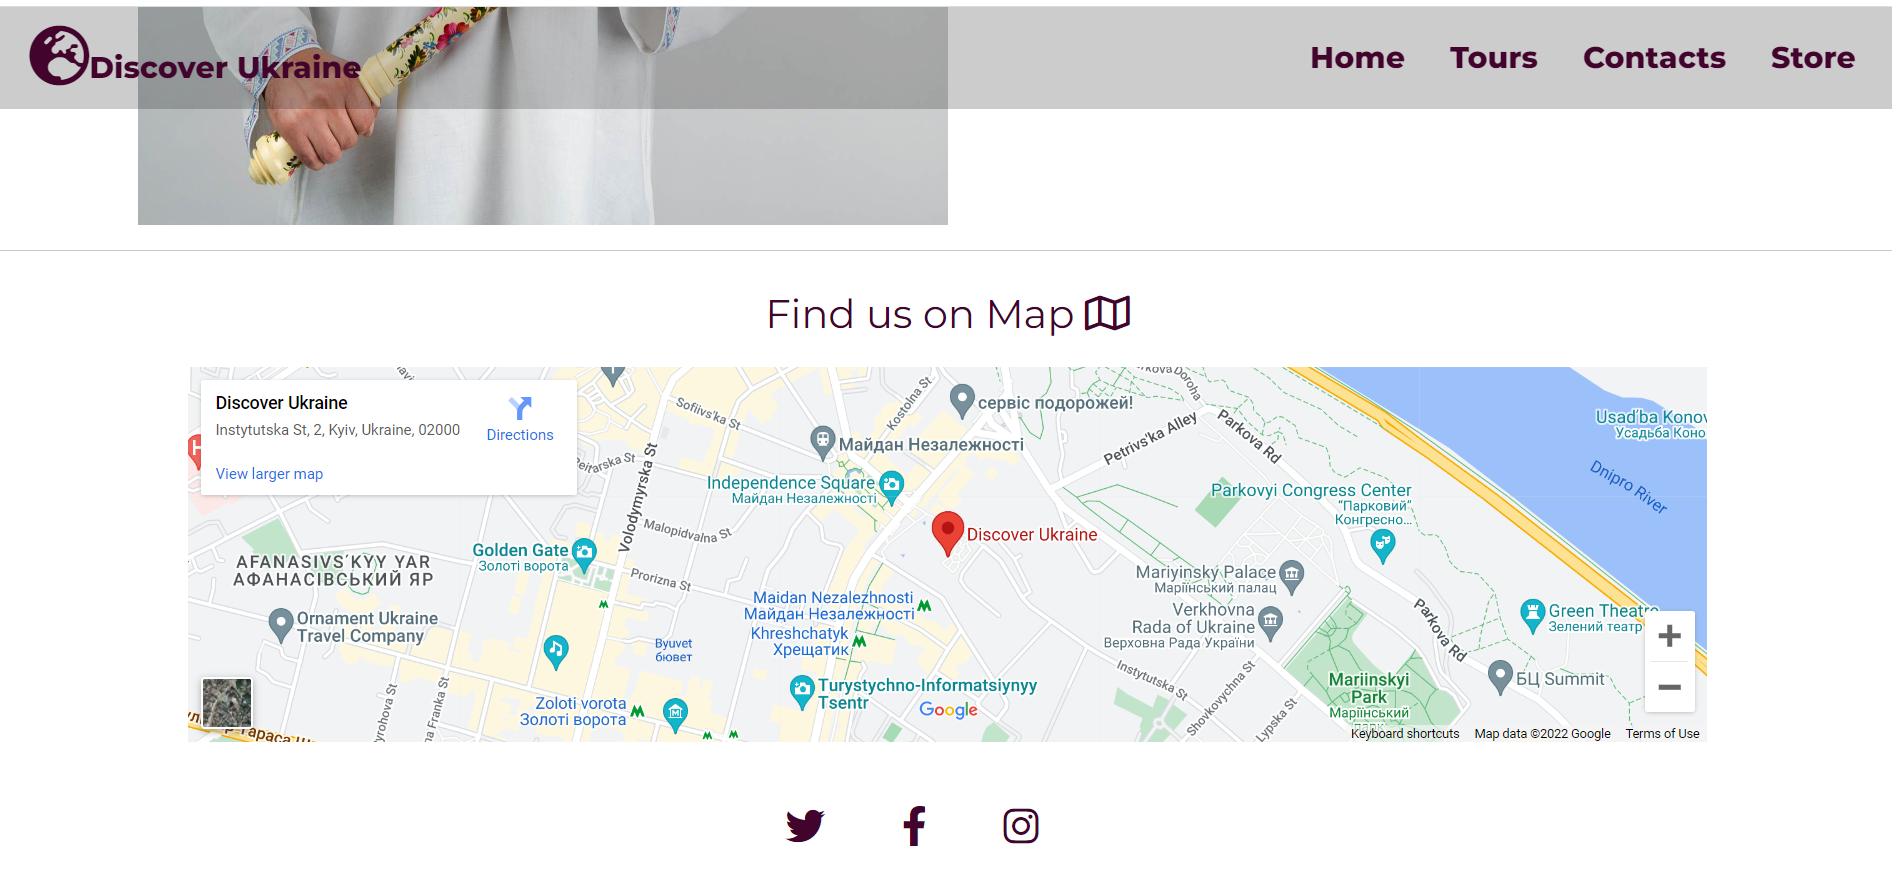 Discover Ukraine
Home Tours Contacts Store
Find us on Map
Discover Ukraine
Instytutska St, 2, Kyiv, Ukraine, 02000
Directions
View larger map
Sofiivs'ka St
Kostolna St
сервіс подорожей!
Майдан Незалежності
Petrivs'ka Alley
Parkova Rd
Usad'ba Konov
Усадьба Коно
Dnipro River
Reitarska St
Volodymyrska St
Independence Square
Майдан Незалежності
Parkovyi Congress Center
"Парковий"
Конгресно...
Malopidvalna St
Discover Ukraine
Golden Gate
Золоті ворота
AFANASIVS'KYY YAR
АФАНАСІВСЬКИЙ ЯР
Prorizna St
Mariyinsky Palace
Маріїнський палац
Maidan Nezalezhnosti
Майдан Незалежності
Verkhovna
Rada of Ukraine
Верховна Рада України
Parkova Rd
Green Theatre
Зелений театр
Ornament Ukraine
Travel Company
Khreshchatyk
Хрещатик
Byuvet
бювет
Instytutska St
Mariinskyi
Park
Маріїнський
парк
БЦ Summit
Turystychno-Informatsiynyy
Tsentr
Zoloti vorota
Золоті ворота
Franka St
Shovkovychna St
Lypska St
Google
Keyboard shortcuts Map data ©2022 Google Terms of Use